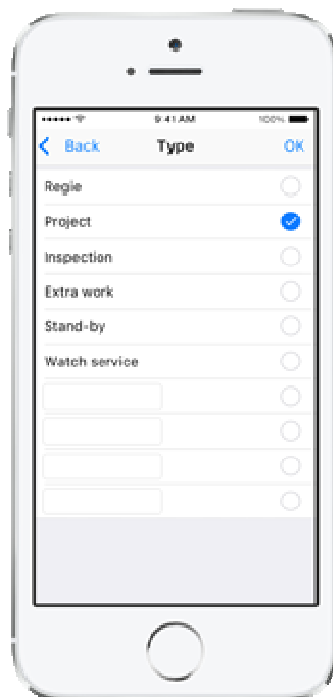 9:41 AM 100%
Back Type OK
Regie
Project
Inspection
Extra work
Stand-by
Watch service